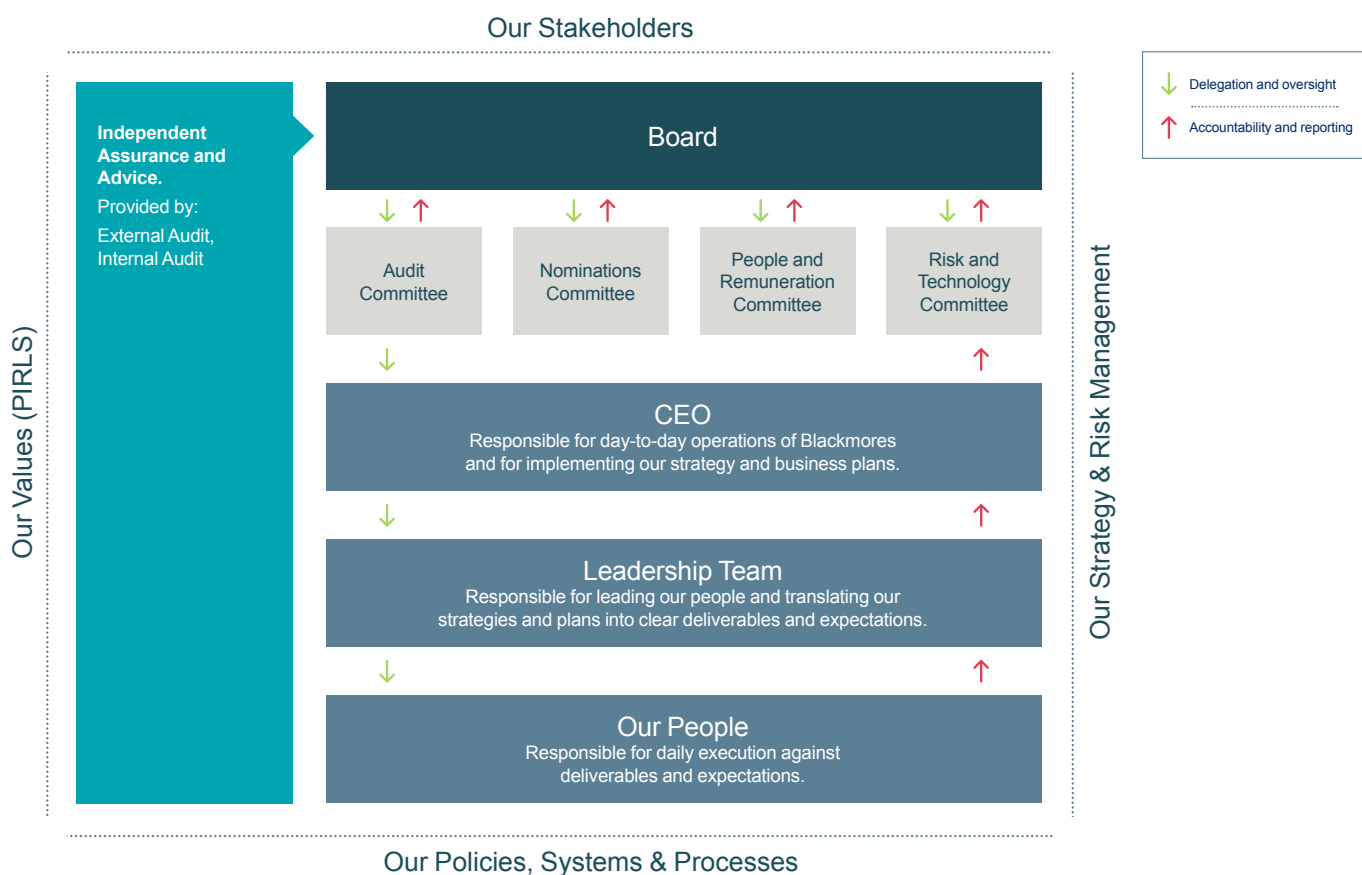 Our Stakeholders
Our Values (PIRLS)
Independent
Assurance and
Advice.
Provided by:
External Audit,
Internal Audit
Board
Audit
Committee
Nominations
Committee
People and
Remuneration
Committee
Risk and
Technology
Committee
CEO
Responsible for day-to-day operations of Blackmores
and for implementing our strategy and business plans.
Leadership Team
Responsible for leading our people and translating our
strategies and plans into clear deliverables and expectations.
Our People
Responsible for daily execution against
deliverables and expectations.
Our Strategy & Risk Management
Delegation and oversight
Accountability and reporting
Our Policies, Systems & Processes